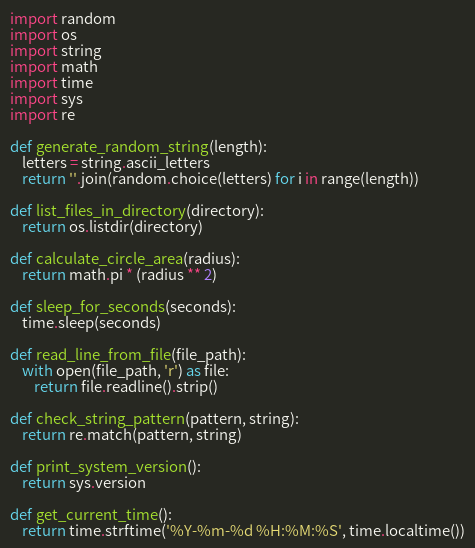 import random
import os
import string
import math
import time
import sys
import re

def generate_random_string(length):
    letters = string.ascii_letters
    return ''.join(random.choice(letters) for i in range(length))

def list_files_in_directory(directory):
    return os.listdir(directory)

def calculate_circle_area(radius):
    return math.pi * (radius ** 2)

def sleep_for_seconds(seconds):
    time.sleep(seconds)

def read_line_from_file(file_path):
    with open(file_path, 'r') as file:
        return file.readline().strip()

def check_string_pattern(pattern, string):
    return re.match(pattern, string)

def print_system_version():
    return sys.version

def get_current_time():
    return time.strftime('%Y-%m-%d %H:%M:%S', time.localtime())